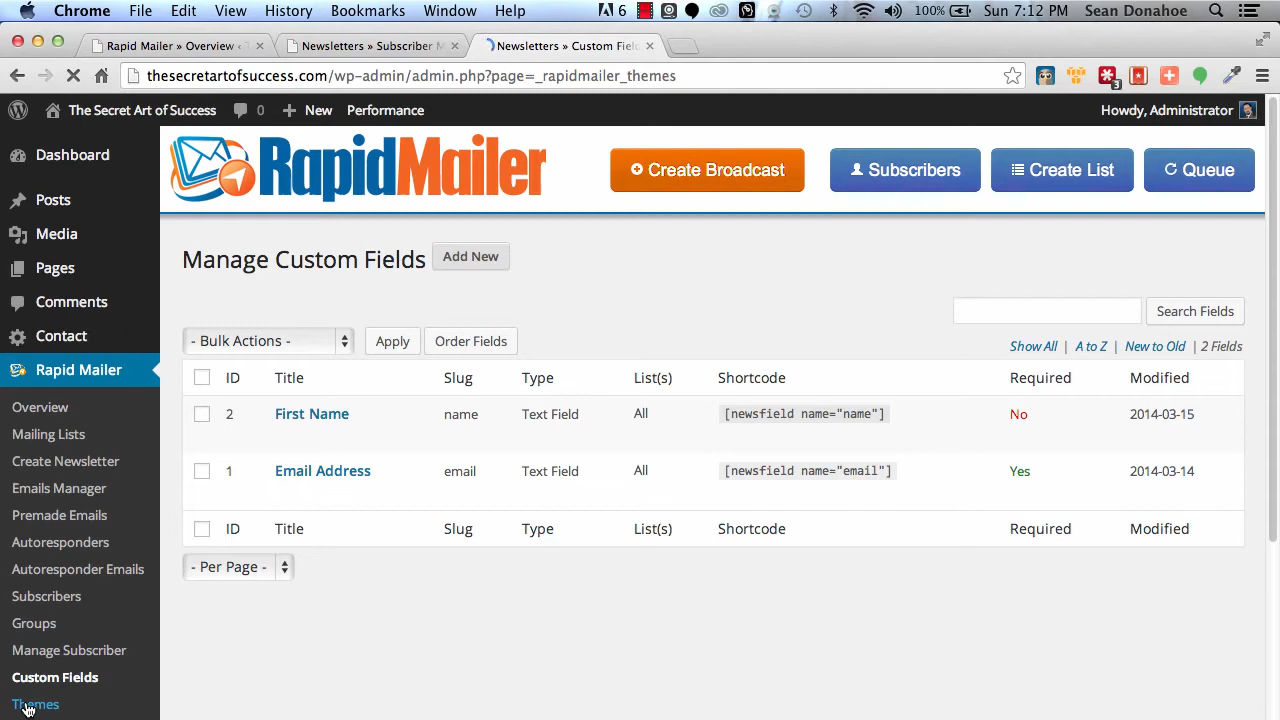 Chrome File Edit View History Bookmarks Window Help 6 100% Sun 7:12 PM Sean Donahoe
Rapid Mailer » Overview ‹ Newsletters » Subscriber M Newsletters » Custom Fiel
thesecretartofsuccess.com/wp-admin/admin.php?page=_rapidmailer_themes 3
The Secret Art of Success 0 New Performance Howdy, Administrator
Dashboard
Posts
Media
Pages
Comments
Contact
Rapid Mailer
Overview
Mailing Lists
Create Newsletter
Emails Manager
Premade Emails
Autoresponders
Autoresponder Emails
Subscribers
Groups
Manage Subscriber
Custom Fields
Themes
RapidMailer Create Broadcast Subscribers Create List Queue
Manage Custom Fields Add New
Search Fields
- Bulk Actions - Apply Order Fields Show All | A to Z | New to Old | 2 Fields
ID Title Slug Type List(s) Shortcode Required Modified
2 First Name name Text Field All [newsfield name="name"] No 2014-03-15
1 Email Address email Text Field All [newsfield name="email"] Yes 2014-03-14
ID Title Slug Type List(s) Shortcode Required Modified
- Per Page -